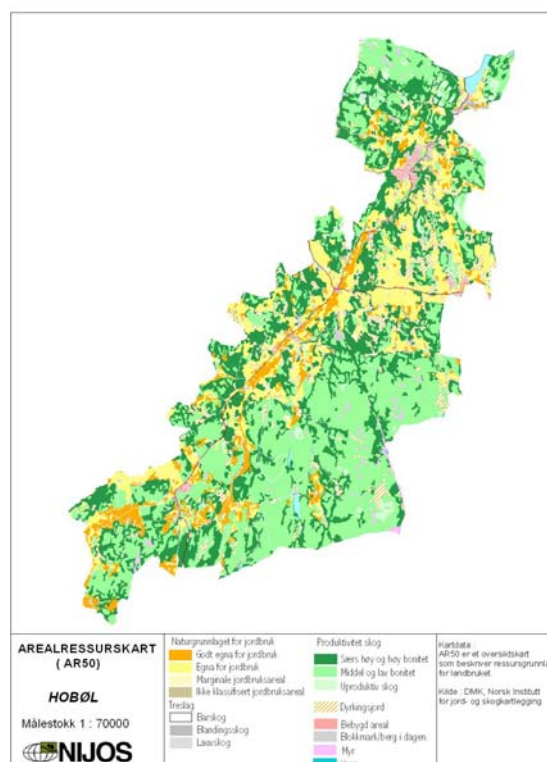 AREALRESSURSKART
( AR50)
HOBØL
Målestokk 1 : 70000
NIJOS
Naturgrunnlaget for jordbruk
Godt egna for jordbruk
Egna for jordbruk
Marginale jordbruksareal
Ikke klassifisert jordbruksareal
Treslag
Barskog
Blandingsskog
Lauvskog
Produktivitet skog
Særs høy og høy bonitet
Middel og lav bonitet
Uproduktiv skog
Dyrkingsjord
Bebygd areal
Blokkmark/berg i dagen
Myr
Kartdata :
AR50 er et oversiktskart
som beskriver ressursgrunnla
for landbruket
Kilde : DMK, Norsk Institutt
for jord- og skogkartlegging